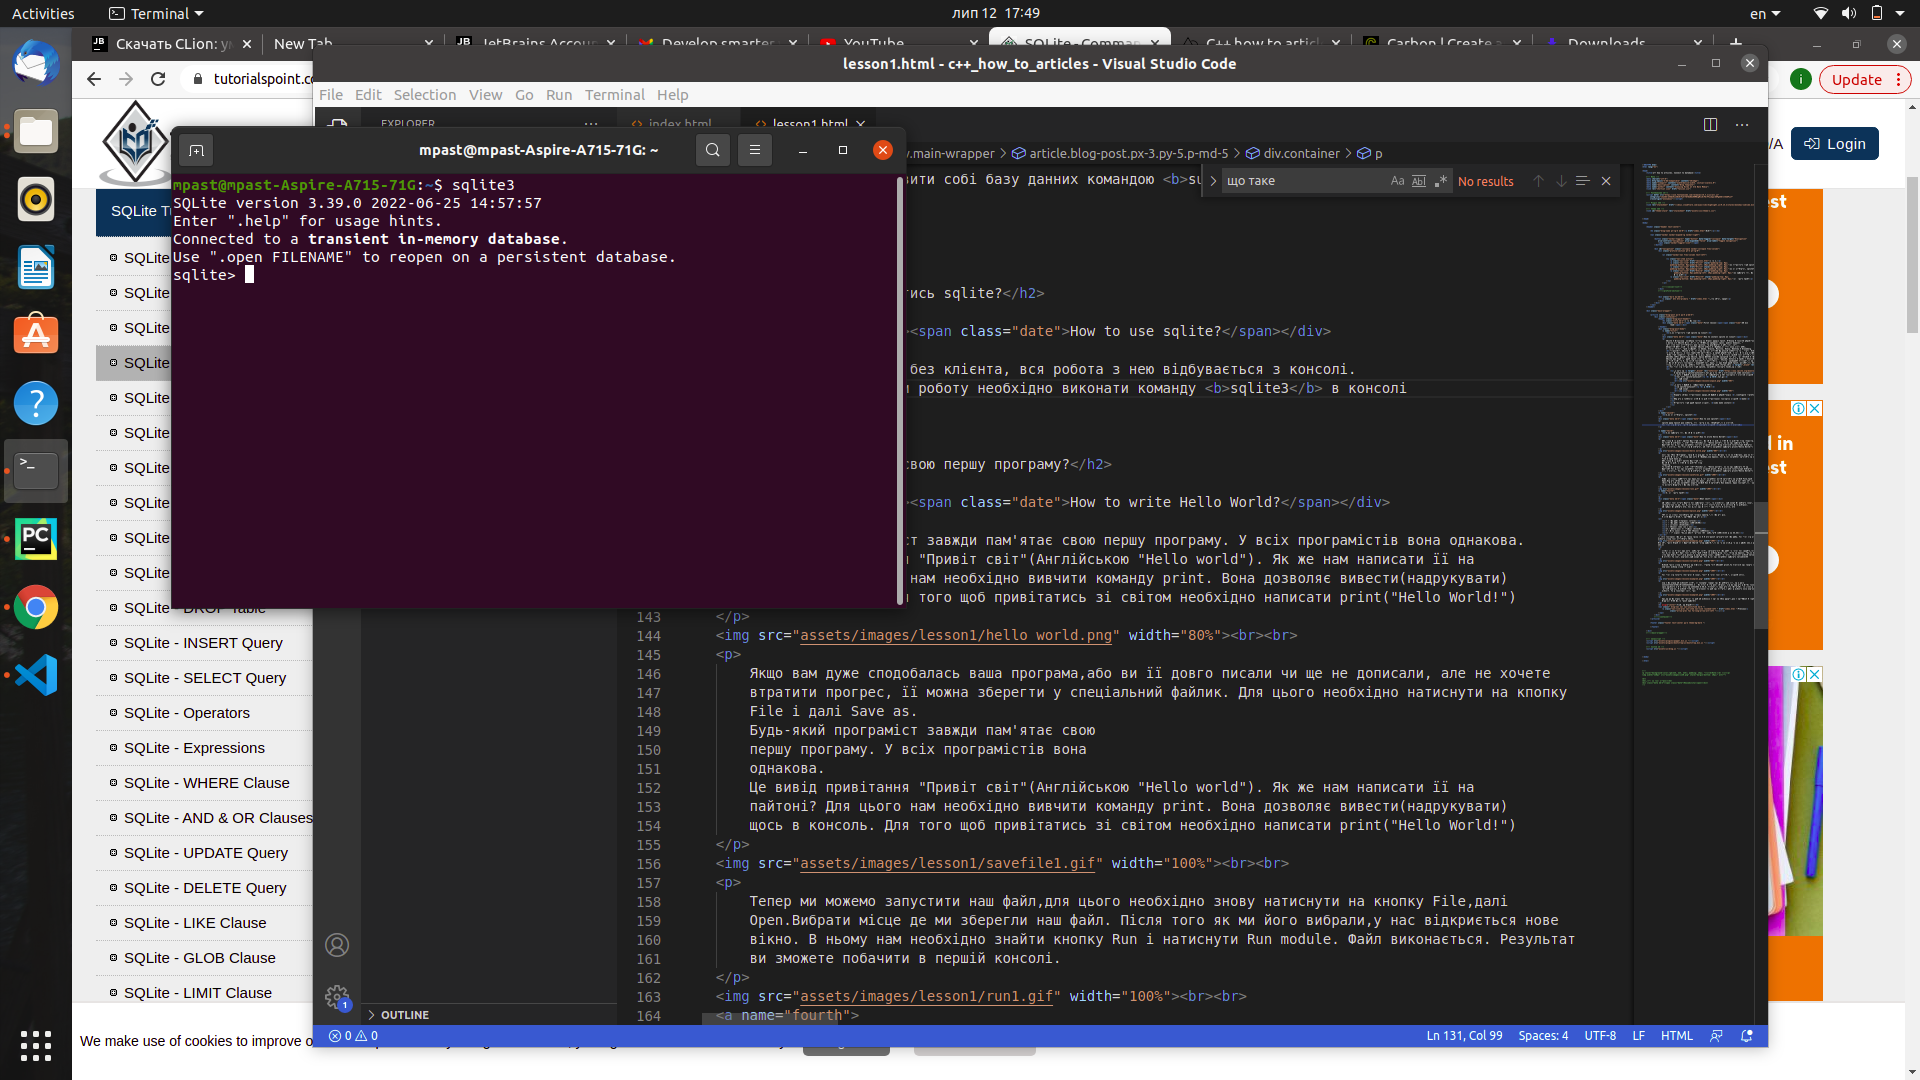 Activities
Terminal
лип 12 17:49
en
Скачать CLion: у
New Tab
JetBrains Accou
Develop smarte
YouTube
SQLite - Comma
C++ how to artic
Carbon | Create a
Downloads
tutorialspoint.co
Update
lesson1.html - c++_how_to_articles - Visual Studio Code
File Edit Selection View Go Run Terminal Help
EXPLORER
index.html
lesson1.html
Login
mpast@mpast-Aspire-A715-71G: ~
.main-wrapper > article.blog-post.px-3.py-5.p-md-5 > div.container > p
що таке
No results
mpast@mpast-Aspire-A715-71G:~$ sqlite3
SQLite version 3.39.0 2022-06-25 14:57:57
Enter ".help" for usage hints.
Connected to a transient in-memory database.
Use ".open FILENAME" to reopen on a persistent database.
sqlite>
вити собі базу данних командою <b>su
ись sqlite?</h2>
<span class="date">How to use sqlite?</span></div>
без клієнта, вся робота з нею відбувається з консолі.
роботу необхідно виконати команду <b>sqlite3</b> в консолі
свою першу програму?</h2>
<span class="date">How to write Hello World?</span></div>
ст завжди пам'ятає свою першу програму. У всіх програмістів вона однакова.
"Привіт світ"(Англійською "Hello world"). Як же нам написати її на
нам необхідно вивчити команду print. Вона дозволяє вивести(надрукувати)
того щоб привітатись зі світом необхідно написати print("Hello World!")
143 </p>
144 <img src="assets/images/lesson1/hello world.png" width="80%"><br><br>
145 <p>
146 Якщо вам дуже сподобалась ваша програма,або ви її довго писали чи ще не дописали, але не хочете
147 втратити прогрес, її можна зберегти у спеціальний файлик. Для цього необхідно натиснути на кпопку
148 File і далі Save as.
149 Будь-який програміст завжди пам'ятає свою
150 першу програму. У всіх програмістів вона
151 однакова.
152 Це вивід привітання "Привіт світ"(Англійською "Hello world"). Як же нам написати її на
153 пайтоні? Для цього нам необхідно вивчити команду print. Вона дозволяє вивести(надрукувати)
154 щось в консоль. Для того щоб привітатись зі світом необхідно написати print("Hello World!")
155 </p>
156 <img src="assets/images/lesson1/savefile1.gif" width="100%"><br><br>
157 <p>
158 Тепер ми можемо запустити наш файл,для цього необхідно знову натиснути на кнопку File,далі
159 Open.Вибрати місце де ми зберегли наш файл. Після того як ми його вибрали,у нас відкриється нове
160 вікно. В ньому нам необхідно знайти кнопку Run і натиснути Run module. Файл виконається. Результат
161 ви зможете побачити в першій консолі.
162 </p>
163 <img src="assets/images/lesson1/run1.gif" width="100%"><br><br>
164 <a name="fourth">
SQLite Tu
SQLite
SQLite
SQLite
SQLite
SQLite
SQLite
SQLite
SQLite
SQLite
SQLite
SQLite - DROP Table
SQLite - INSERT Query
SQLite - SELECT Query
SQLite - Operators
SQLite - Expressions
SQLite - WHERE Clause
SQLite - AND & OR Clauses
SQLite - UPDATE Query
SQLite - DELETE Query
SQLite - LIKE Clause
SQLite - GLOB Clause
SQLite - LIMIT Clause
We make use of cookies to improve o
OUTLINE
0 0
Ln 131, Col 99 Spaces: 4 UTF-8 LF HTML